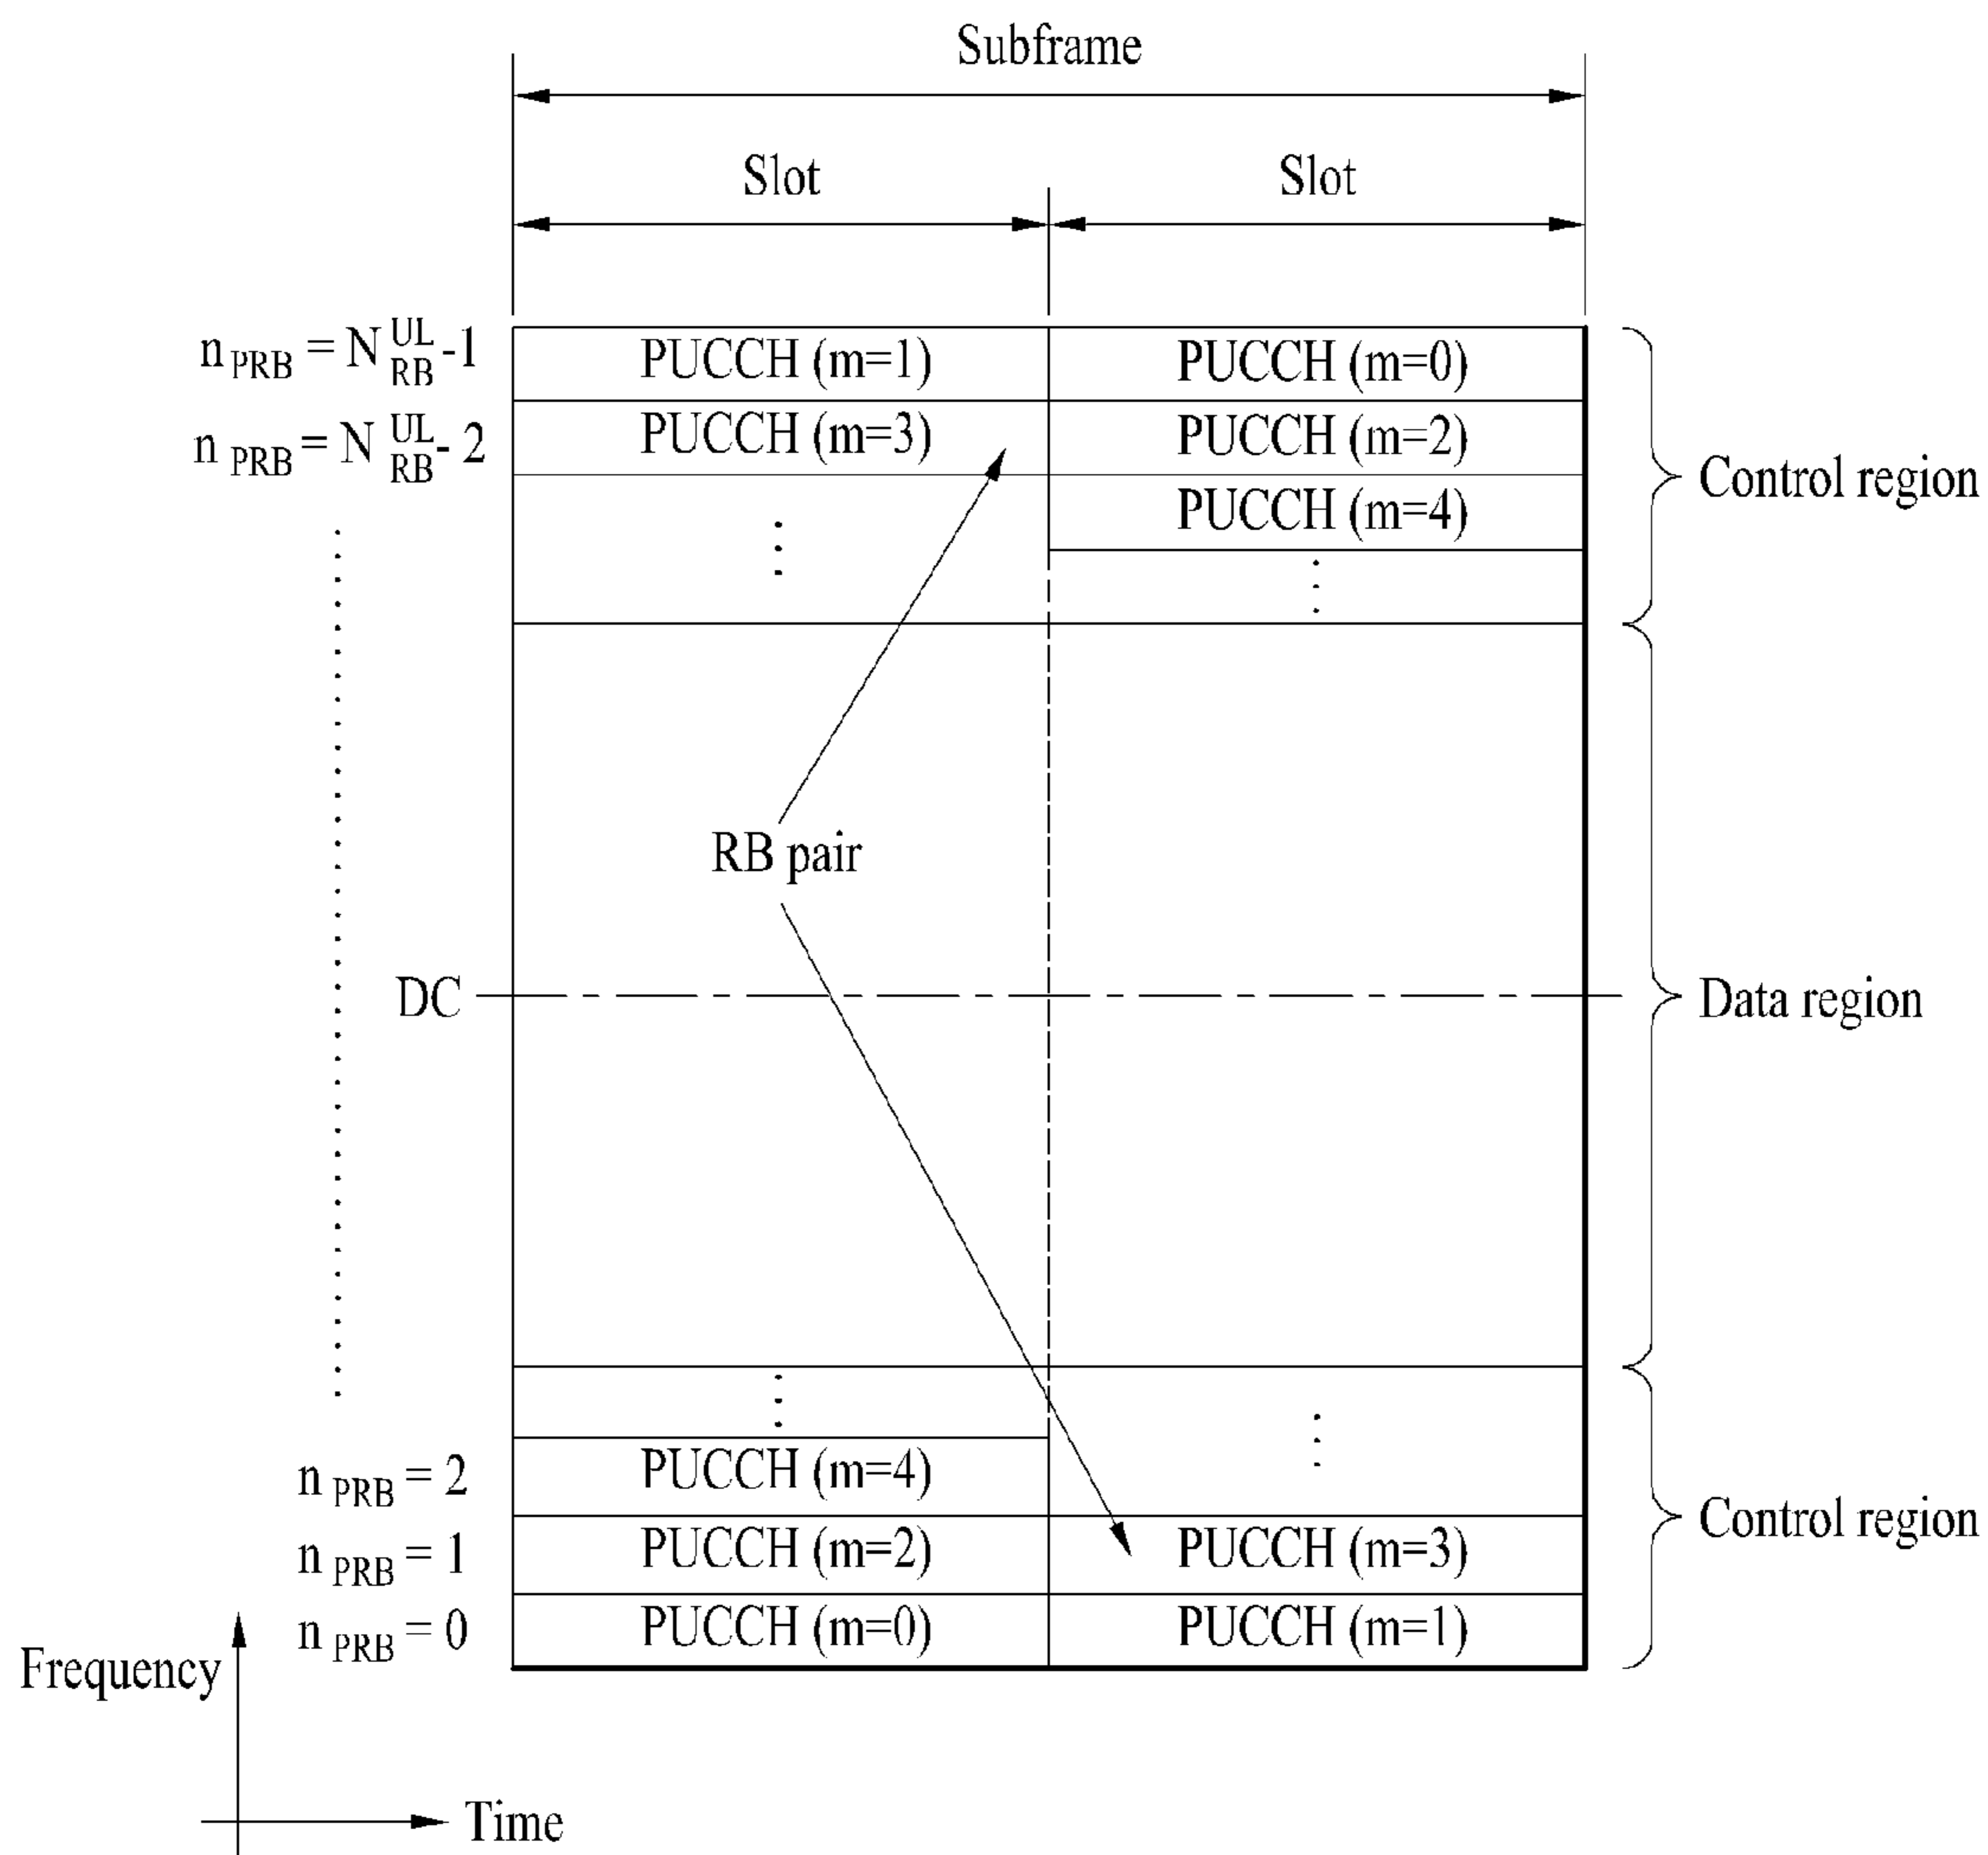 Subframe
Slot Slot
n PRB = N UL RB -1 PUCCH (m=1) PUCCH (m=0)
n PRB = N UL RB - 2 PUCCH (m=3) PUCCH (m=2)
Control region
PUCCH (m=4)
RB pair
DC
Data region
n PRB = 2 PUCCH (m=4)
Control region
n PRB = 1 PUCCH (m=2) PUCCH (m=3)
n PRB = 0 PUCCH (m=0) PUCCH (m=1)
Frequency
Time